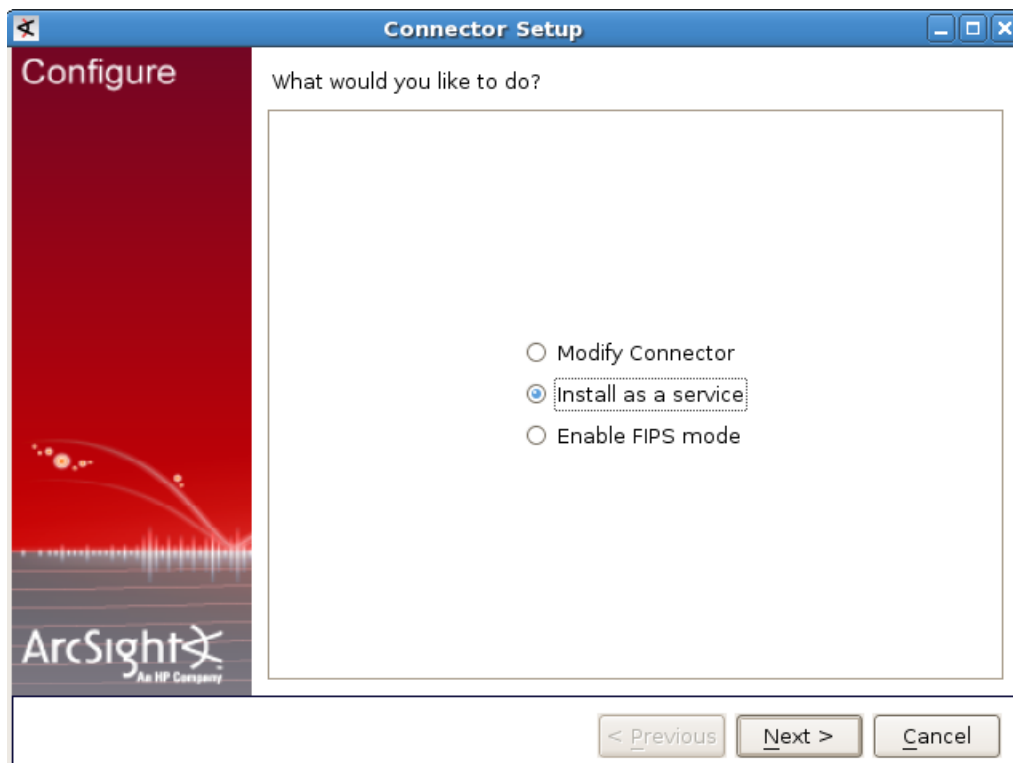 Connector Setup
Configure
What would you like to do?
Modify Connector
Install as a service
Enable FIPS mode
ArcSight
An HP Company
< Previous
Next >
Cancel